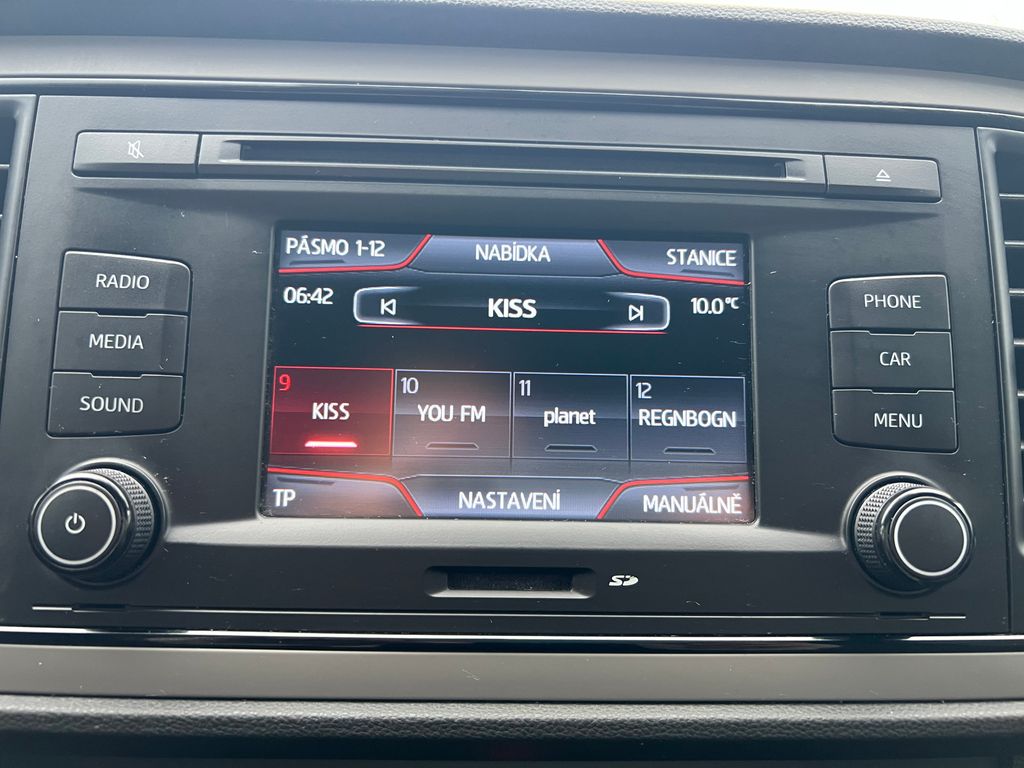 PÁSMO 1-12
NABÍDKA
STANICE
RADIO
06:42
KISS
10.0°C
PHONE
MEDIA
CAR
9
10
11
12
KISS
YOU FM
planet
REGNBOGN
SOUND
MENU
TP
NASTAVENÍ
MANUÁLNĚ
SD